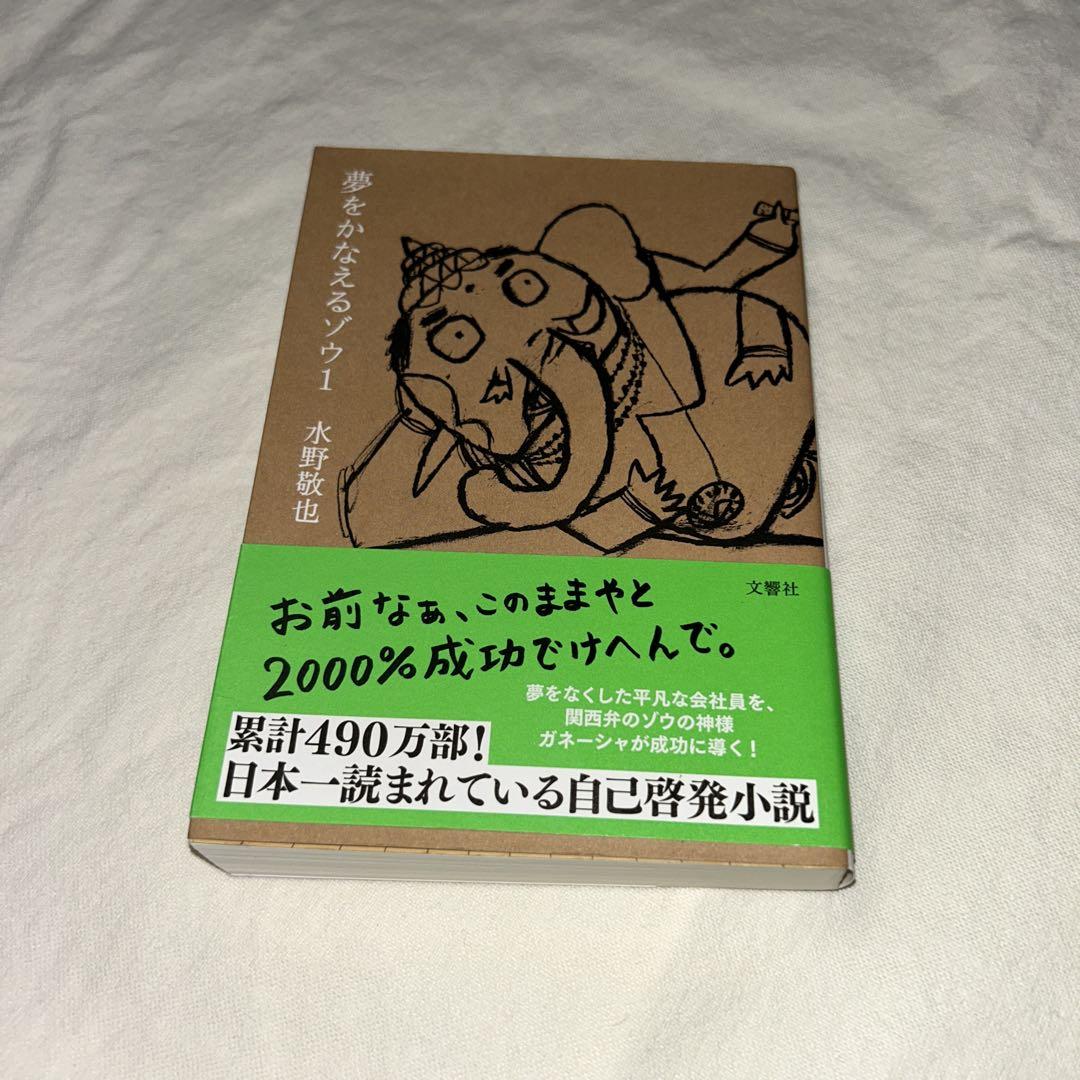 夢をかなえるゾウ1
水野敬也
文響社
お前なぁ、このままやと
2000%成功でけへんで。
夢をなくした平凡な会社員を、
関西弁のゾウの神様
ガネーシャが成功に導く!
累計490万部!
日本一読まれている自己啓発小説